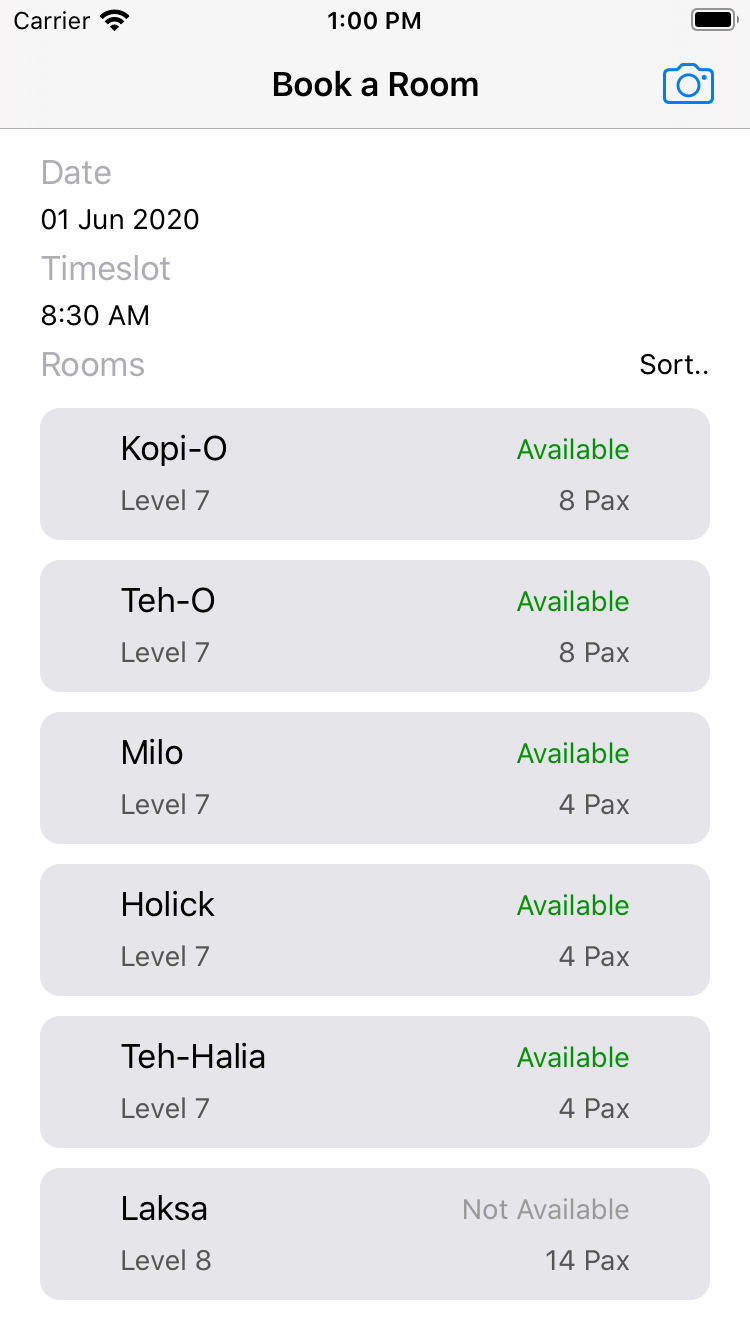 Carrier 1:00 PM
Book a Room
Date
01 Jun 2020
Timeslot
8:30 AM
Rooms Sort..
Kopi-O Available
Level 7 8 Pax
Teh-O Available
Level 7 8 Pax
Milo Available
Level 7 4 Pax
Holick Available
Level 7 4 Pax
Teh-Halia Available
Level 7 4 Pax
Laksa Not Available
Level 8 14 Pax